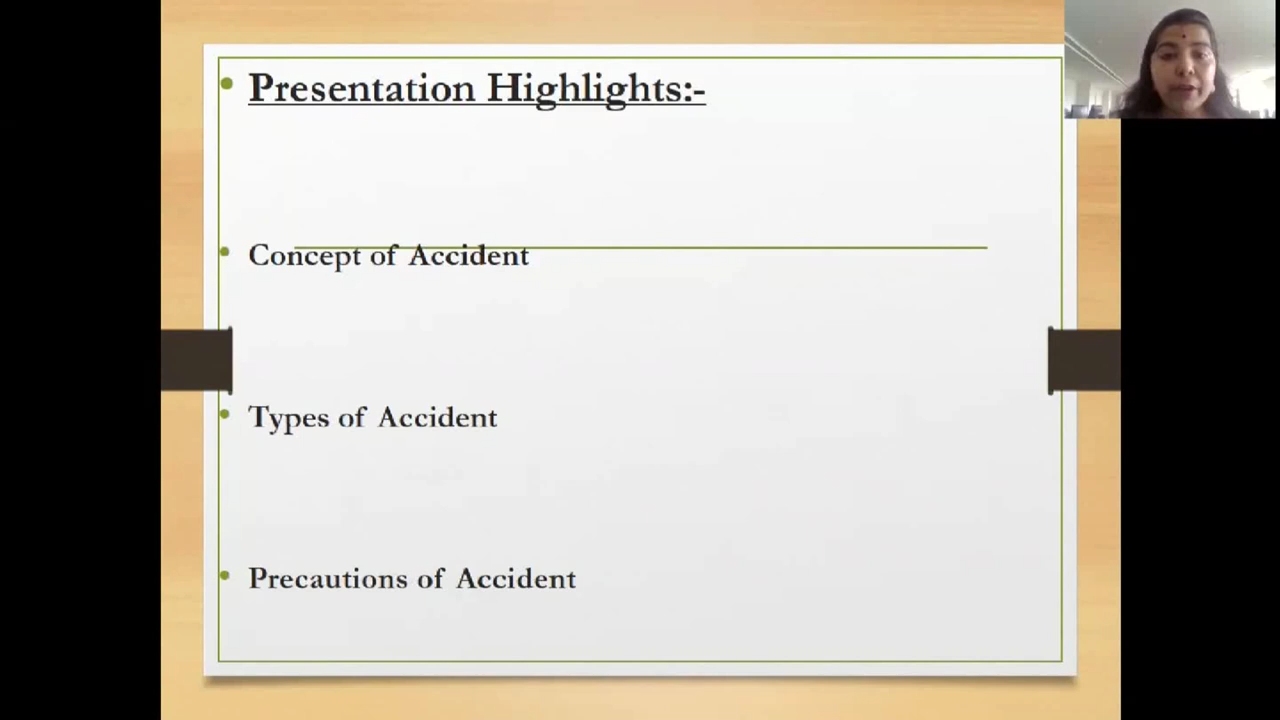 • Presentation Highlights:-
• Concept of Accident
• Types of Accident
• Precautions of Accident